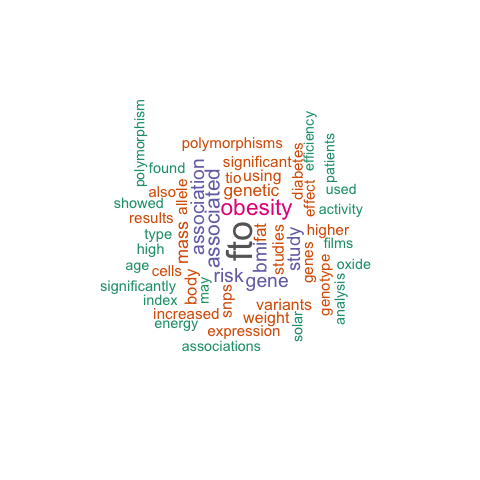 polymorphism
efficiency
polymorphisms
patients
diabetes
significant
found
association
associated
tio
using
used
also
allele
genetic
effect
showed
obesity
activity
results
mass
fto
fat
studies
study
higher
type
films
high
bmi
genes
age
cells
risk
gene
genotype
oxide
significantly
body
may
analysis
index
snps
variants
increased
weight
solar
energy
expression
associations